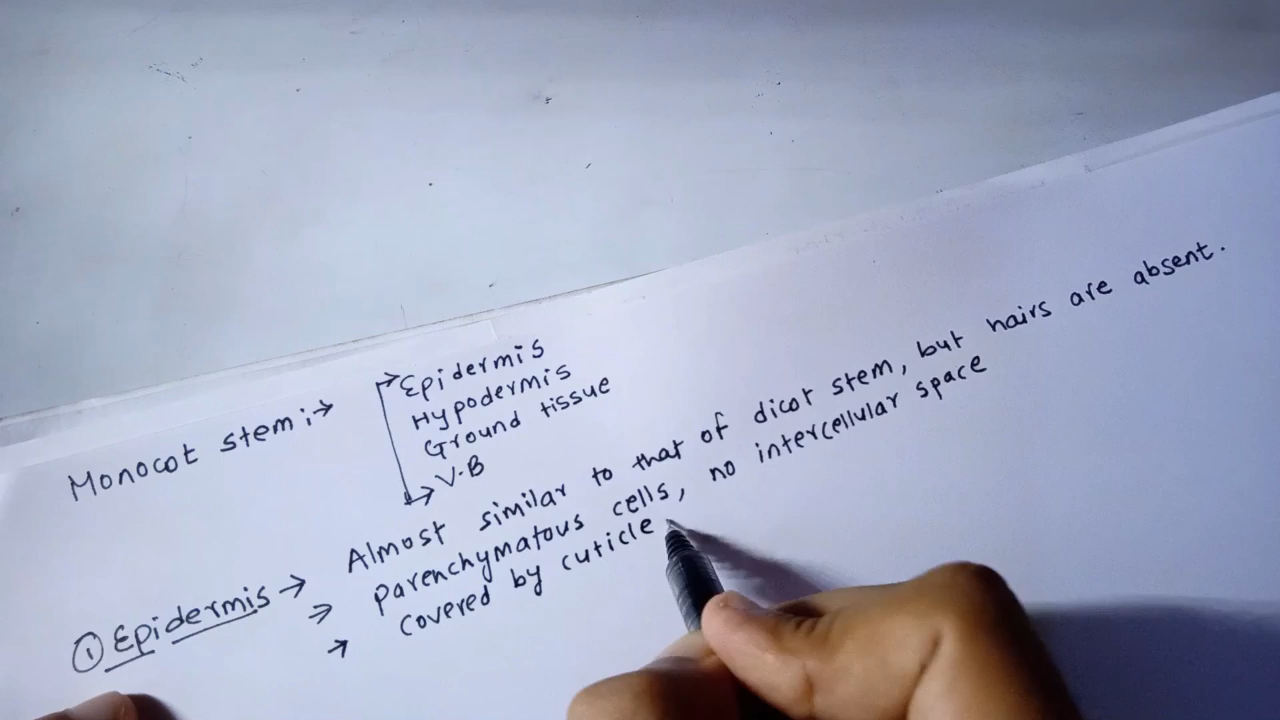 Monocot stem :→
→ Epidermis
Hypodermis
Ground tissue
→ V.B
① Epidermis → Almost similar to that of dicot stem, but hairs are absent.
⇒ parenchymatous cells, no intercellular space
→ covered by cuticle